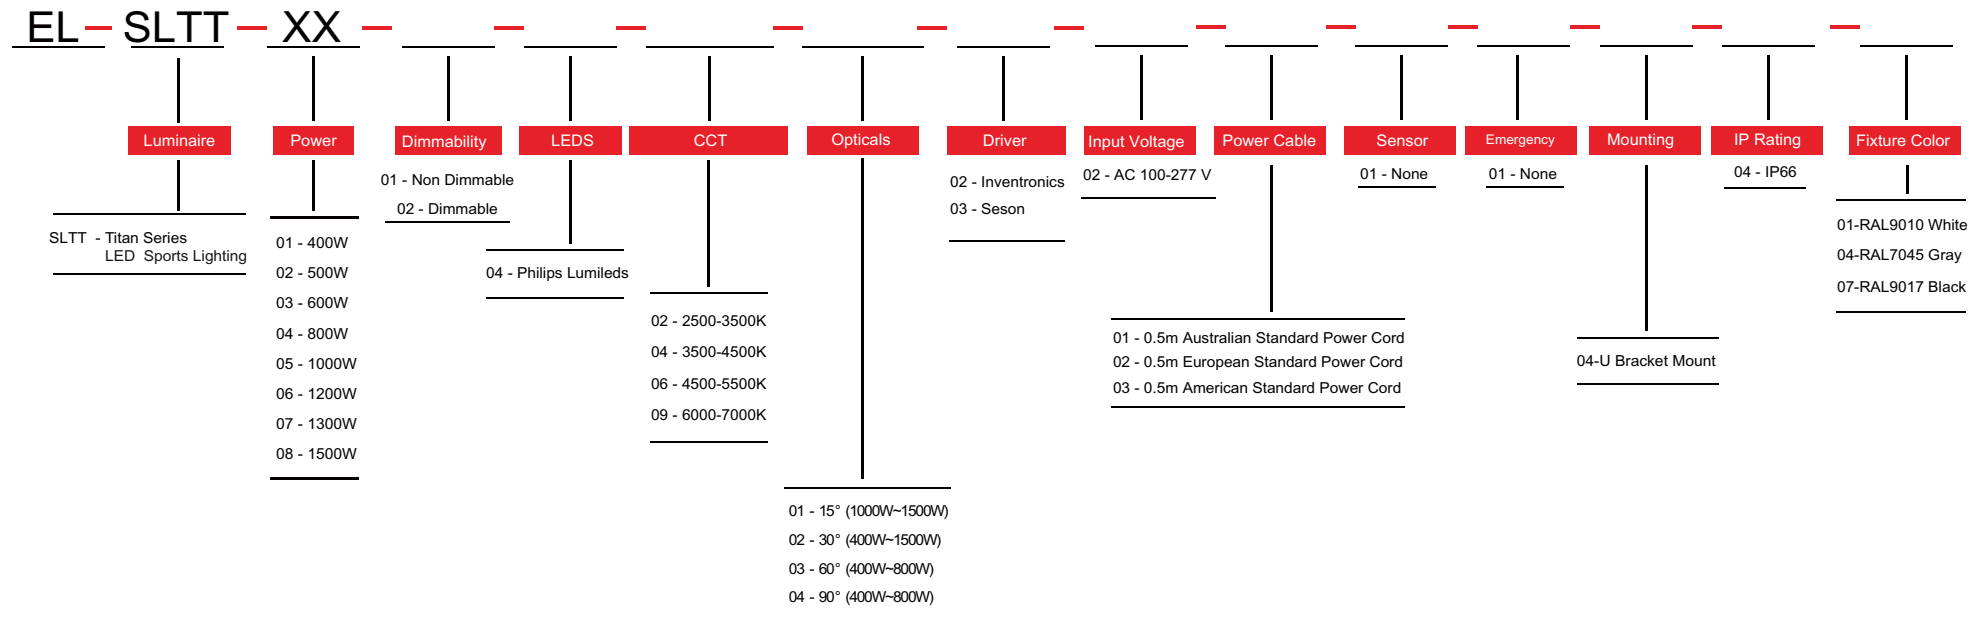 EL SLTT XX
Luminaire
SLTT - Titan Series
LED Sports Lighting
Power
01 - 400W
02 - 500W
03 - 600W
04 - 800W
05 - 1000W
06 - 1200W
07 - 1300W
08 - 1500W
Dimmability
01 - Non Dimmable
02 - Dimmable
LEDS
04 - Philips Lumileds
CCT
02 - 2500-3500K
04 - 3500-4500K
06 - 4500-5500K
09 - 6000-7000K
Opticals
01 - 15° (1000W~1500W)
02 - 30° (400W~1500W)
03 - 60° (400W~800W)
04 - 90° (400W~800W)
Driver
02 - Inventronics
03 - Seson
Input Voltage
02 - AC 100-277 V
Power Cable
01 - 0.5m Australian Standard Power Cord
02 - 0.5m European Standard Power Cord
03 - 0.5m American Standard Power Cord
Sensor
01 - None
Emergency
01 - None
Mounting
04-U Bracket Mount
IP Rating
04 - IP66
Fixture Color
01-RAL9010 White
04-RAL7045 Gray
07-RAL9017 Black